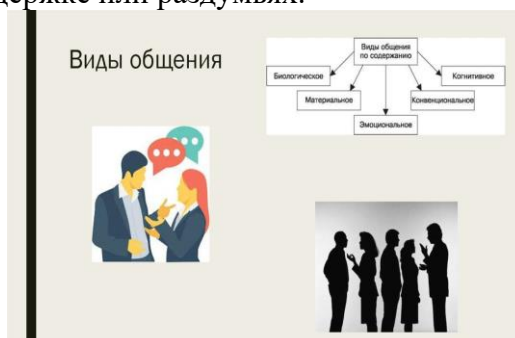 держке или раздумьях.
Виды общения
Виды общения
по содержанию
Биологическое
Когнитивное
Материальное
Конвенциональное
Эмоциональное